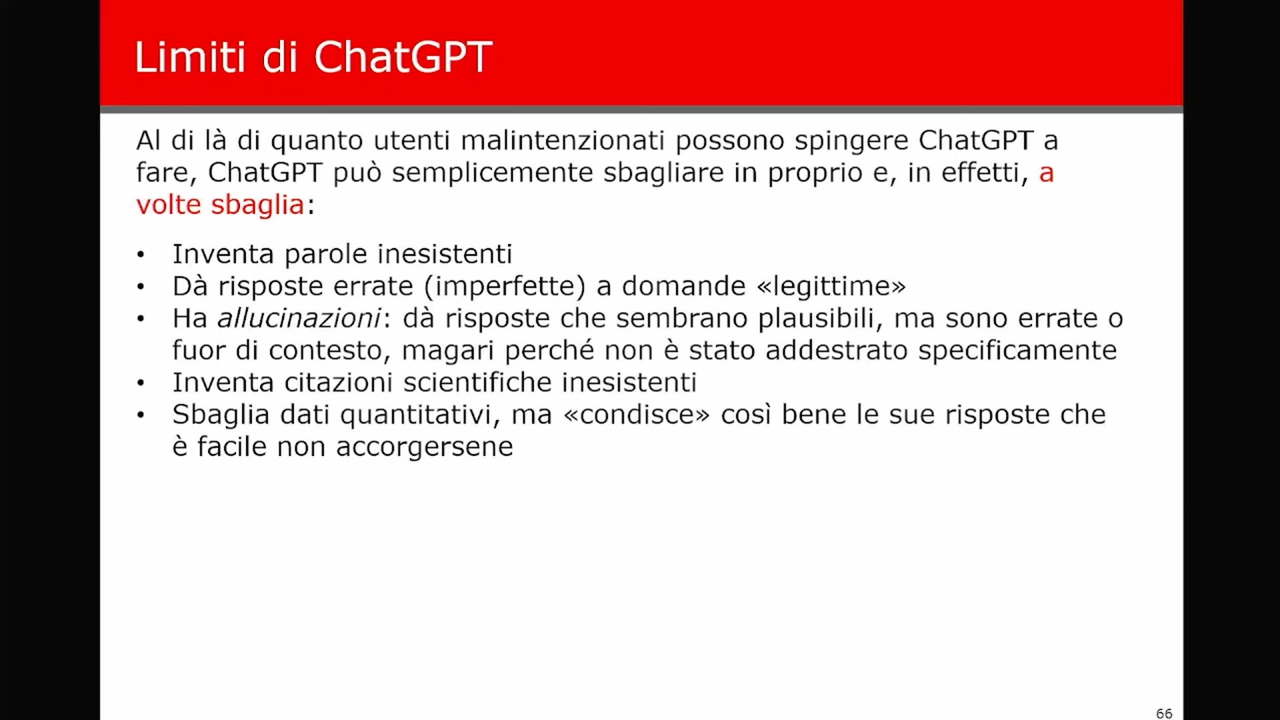 Limiti di ChatGPT
Al di là di quanto utenti malintenzionati possono spingere ChatGPT a
fare, ChatGPT può semplicemente sbagliare in proprio e, in effetti, a
volte sbaglia:
• Inventa parole inesistenti
• Dà risposte errate (imperfette) a domande «legittime»
• Ha allucinazioni: dà risposte che sembrano plausibili, ma sono errate o
fuor di contesto, magari perché non è stato addestrato specificamente
• Inventa citazioni scientifiche inesistenti
• Sbaglia dati quantitativi, ma «condisce» così bene le sue risposte che
è facile non accorgersene
66